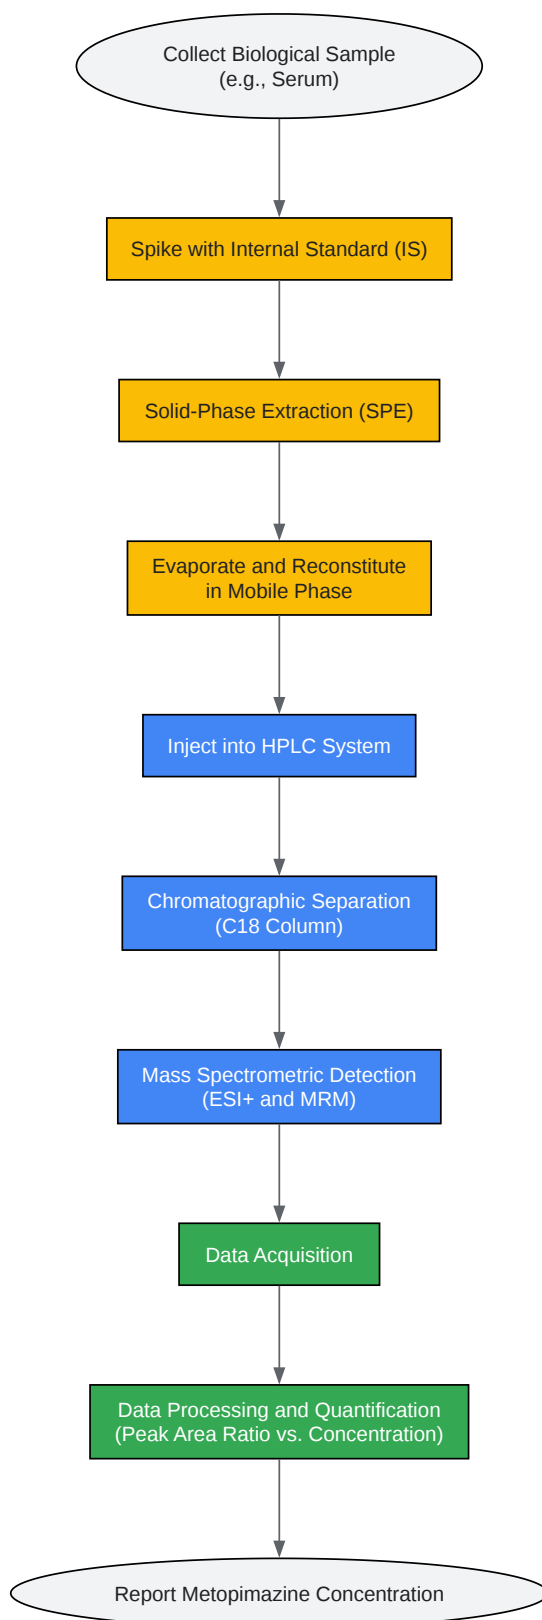 Collect Biological Sample
(e.g., Serum)
Spike with Internal Standard (IS)
Solid-Phase Extraction (SPE)
Evaporate and Reconstitute
in Mobile Phase
Inject into HPLC System
Chromatographic Separation
(C18 Column)
Mass Spectrometric Detection
(ESI+ and MRM)
Data Acquisition
Data Processing and Quantification
(Peak Area Ratio vs. Concentration)
Report Metopimazine Concentration